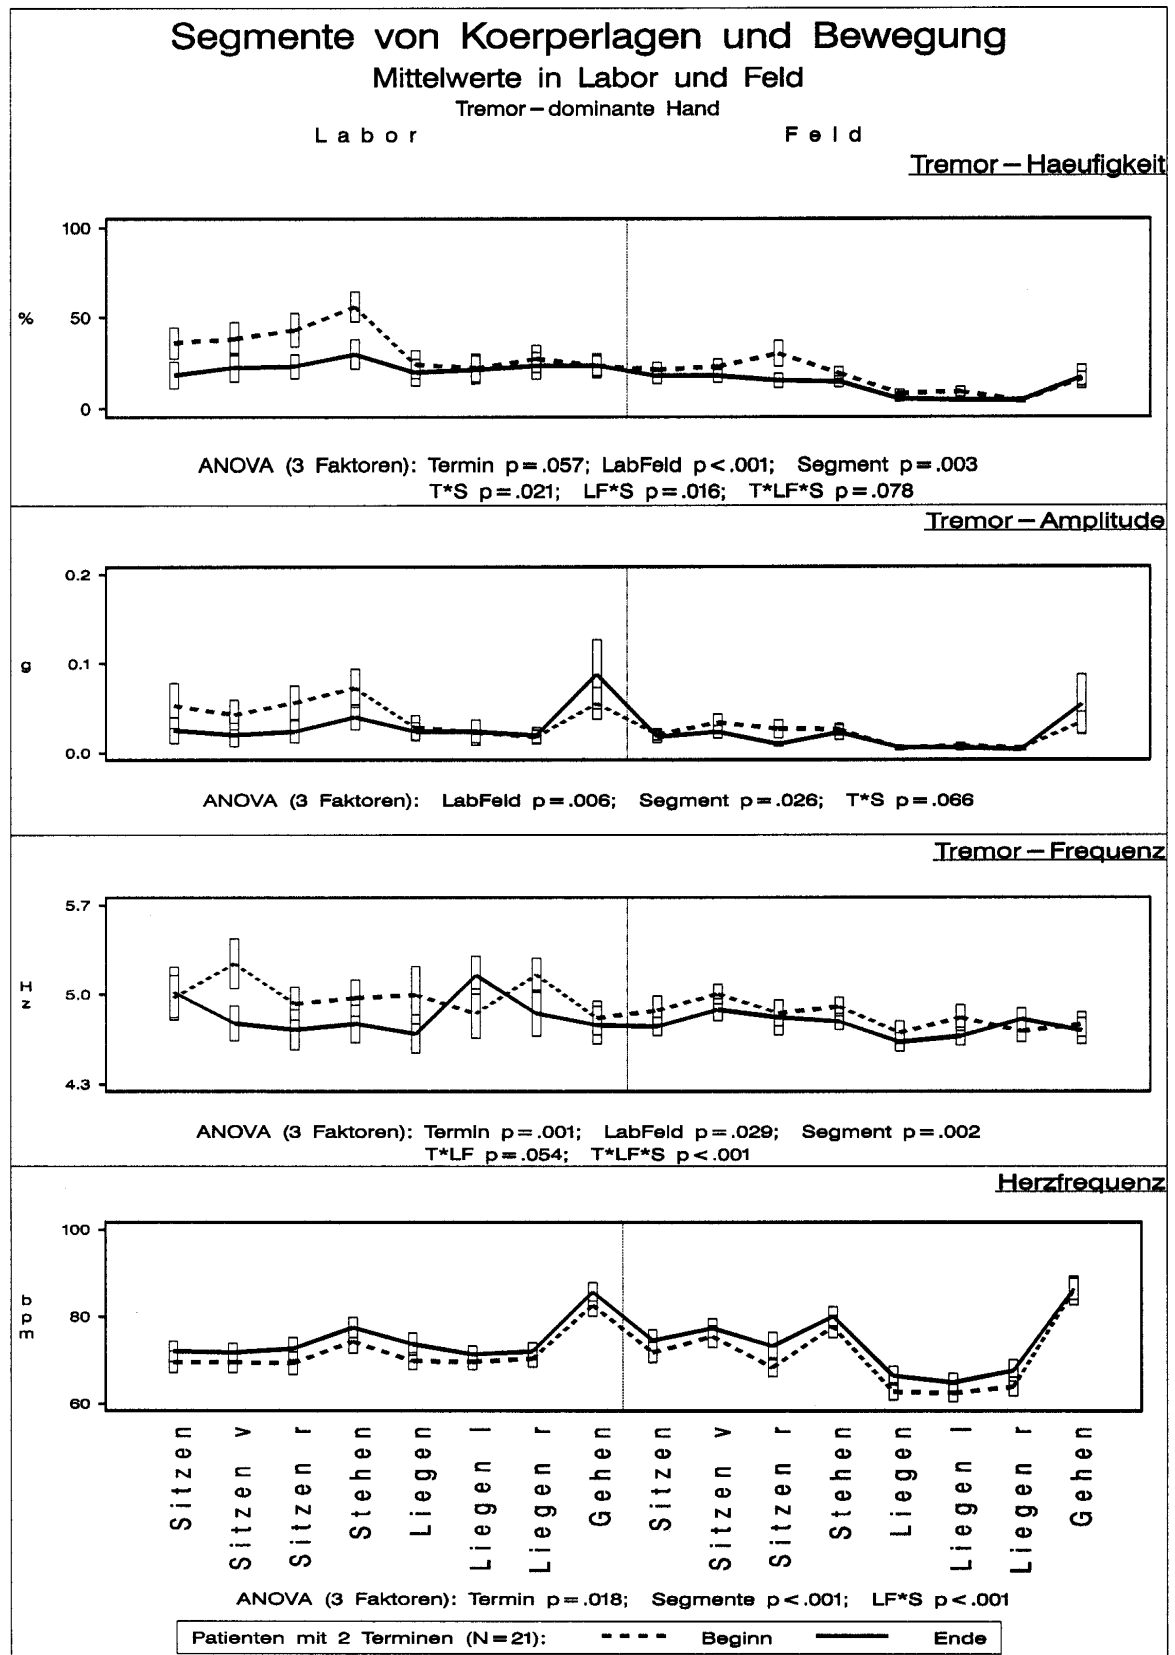 Segmente von Koerperlagen und Bewegung
Mittelwerte in Labor und Feld
Tremor-dominante Hand
Labor Feld
Tremor-Haeufigkeit
100
%
50
0
ANOVA (3 Faktoren): Termin p=.057; LabFeld p<.001; Segment p=.003
T*S p=.021; LF*S p=.016; T*LF*S p=.078
Tremor-Amplitude
0.2
g
0.1
0.0
ANOVA (3 Faktoren): LabFeld p=.006; Segment p=.026; T*S p=.066
Tremor-Frequenz
5.7
Hz
5.0
4.3
ANOVA (3 Faktoren): Termin p=.001; LabFeld p=.029; Segment p=.002
T*LF p=.054; T*LF*S p<.001
Herzfrequenz
100
bpm
80
60
Sitzen
Sitzen v
Sitzen r
Stehen
Liegen
Liegen l
Liegen r
Gehen
Sitzen
Sitzen v
Sitzen r
Stehen
Liegen
Liegen l
Liegen r
Gehen
ANOVA (3 Faktoren): Termin p=.018; Segmente p<.001; LF*S p<.001
Patienten mit 2 Terminen (N=21): Beginn Ende